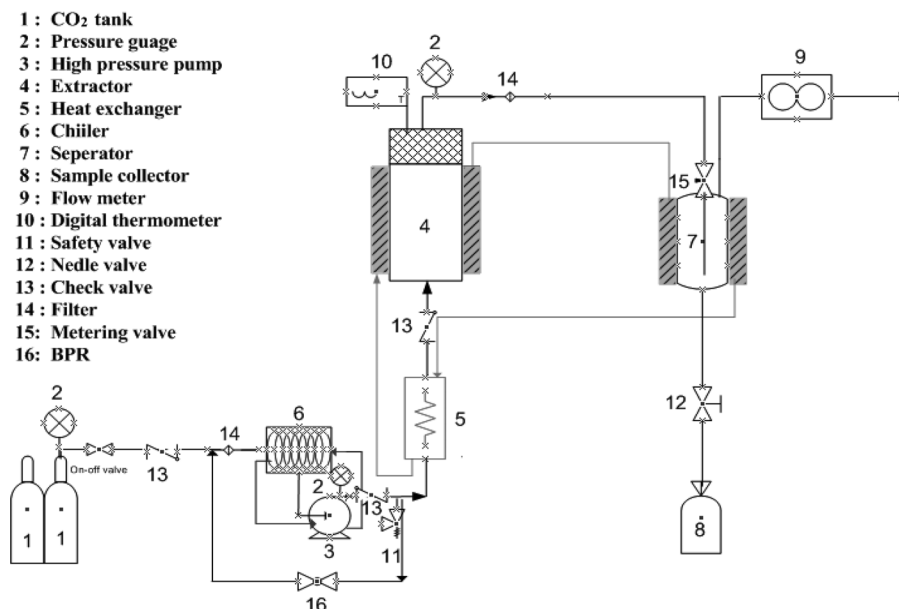 1 : CO₂ tank
2 : Pressure guage
3 : High pressure pump
4 : Extractor
5 : Heat exchanger
6 : Chiiler
7 : Seperator
8 : Sample collector
9 : Flow meter
10 : Digital thermometer
11 : Safety valve
12 : Nedle valve
13 : Check valve
14 : Filter
15: Metering valve
16: BPR
2
10
T
14
9
15
4
7
13
2
6
5
12
14
On-off valve
13
2
13
1
1
3
11
8
16